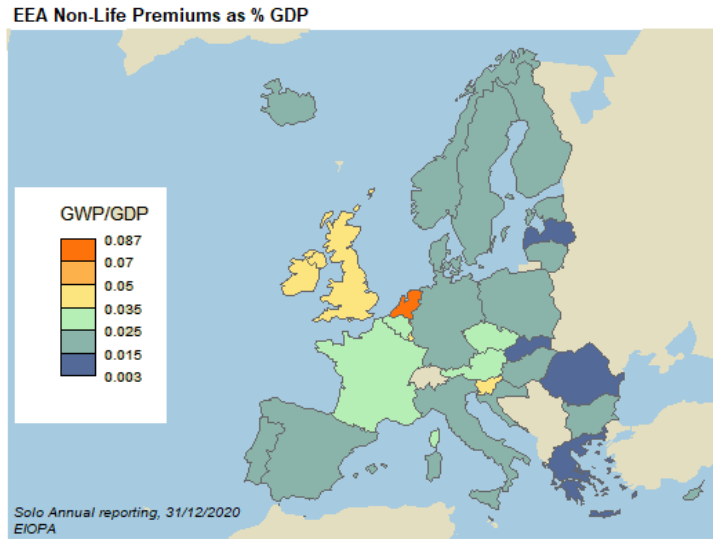 EEA Non-Life Premiums as % GDP
GWP/GDP
0.087
0.07
0.05
0.035
0.025
0.015
0.003
Solo Annual reporting, 31/12/2020
EIOPA